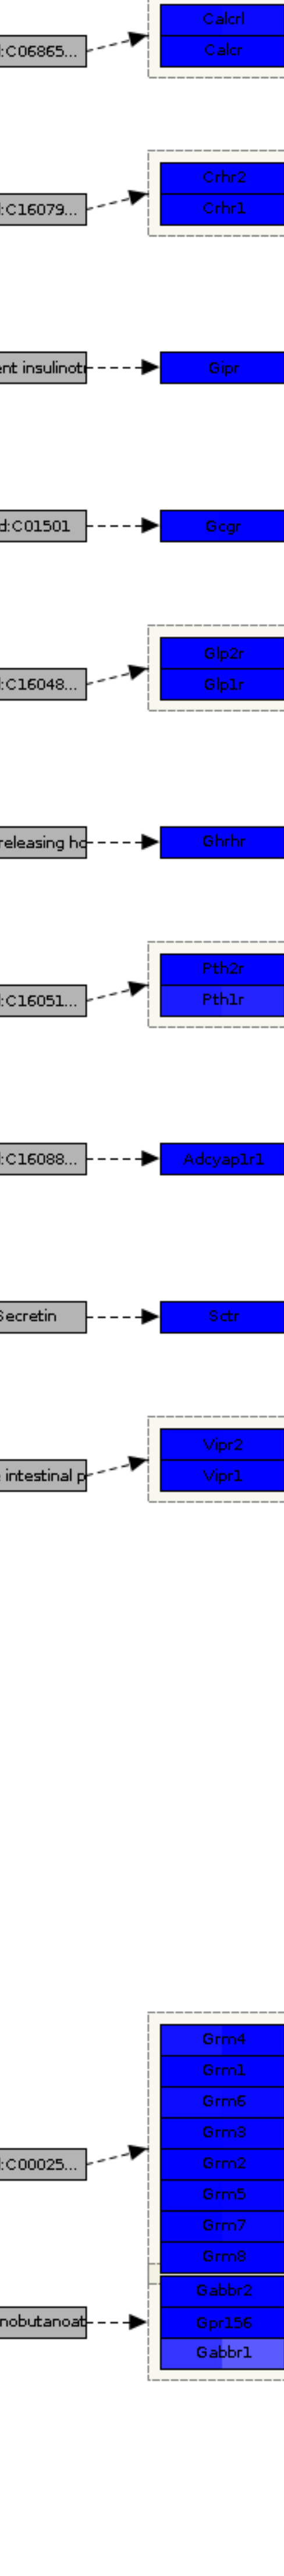 Calcrl
:C06865...
Calcr
Crhr2
:C16079...
Crhr1
ent insulinotr
Gipr
d:C01501
Gcgr
Glp2r
:C16048...
Glp1r
releasing ho
Ghrhr
Pth2r
:C16051...
Pth1r
:C16088...
Adcyap1r1
Secretin
Sctr
Vipr2
intestinal p
Vipr1
Grm4
Grm1
Grm6
Grm3
:C00025...
Grm2
Grm5
Grm7
Grm8
Gabbr2
nobutanoat
Gpr156
Gabbr1